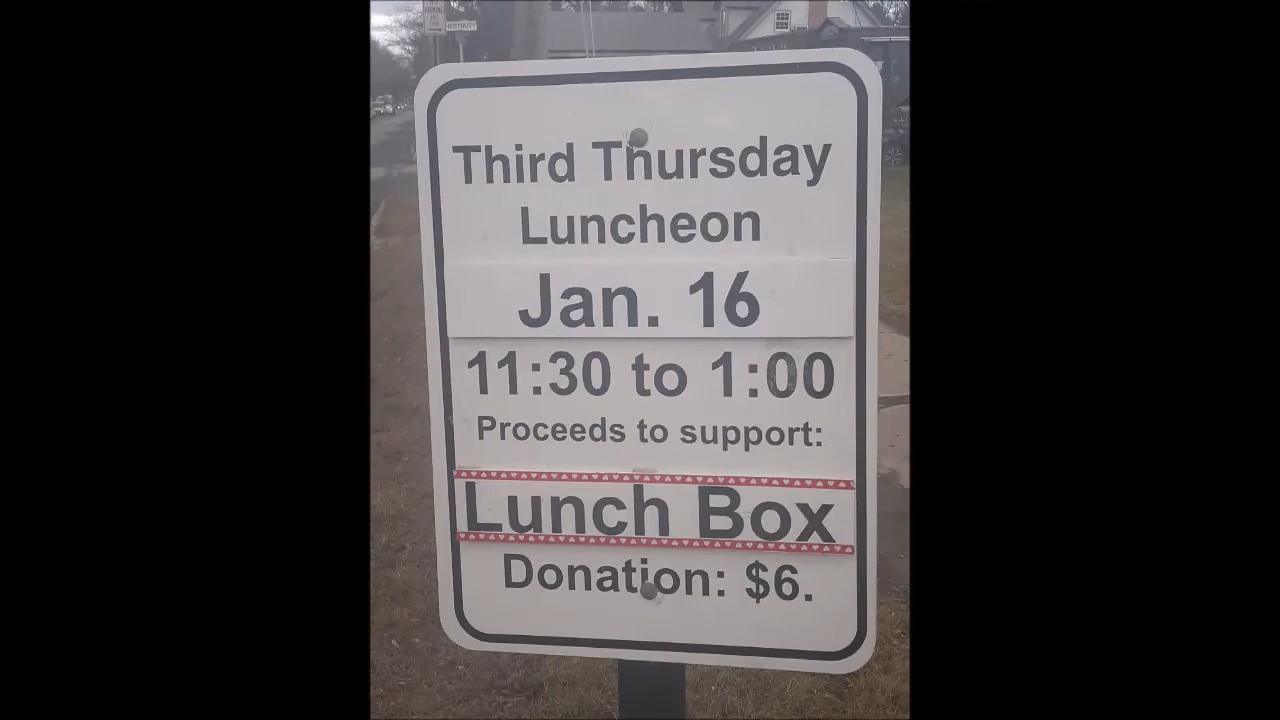 Third Thursday
Luncheon
Jan. 16
11:30 to 1:00
Proceeds to support:
Lunch Box
Donation: $6.